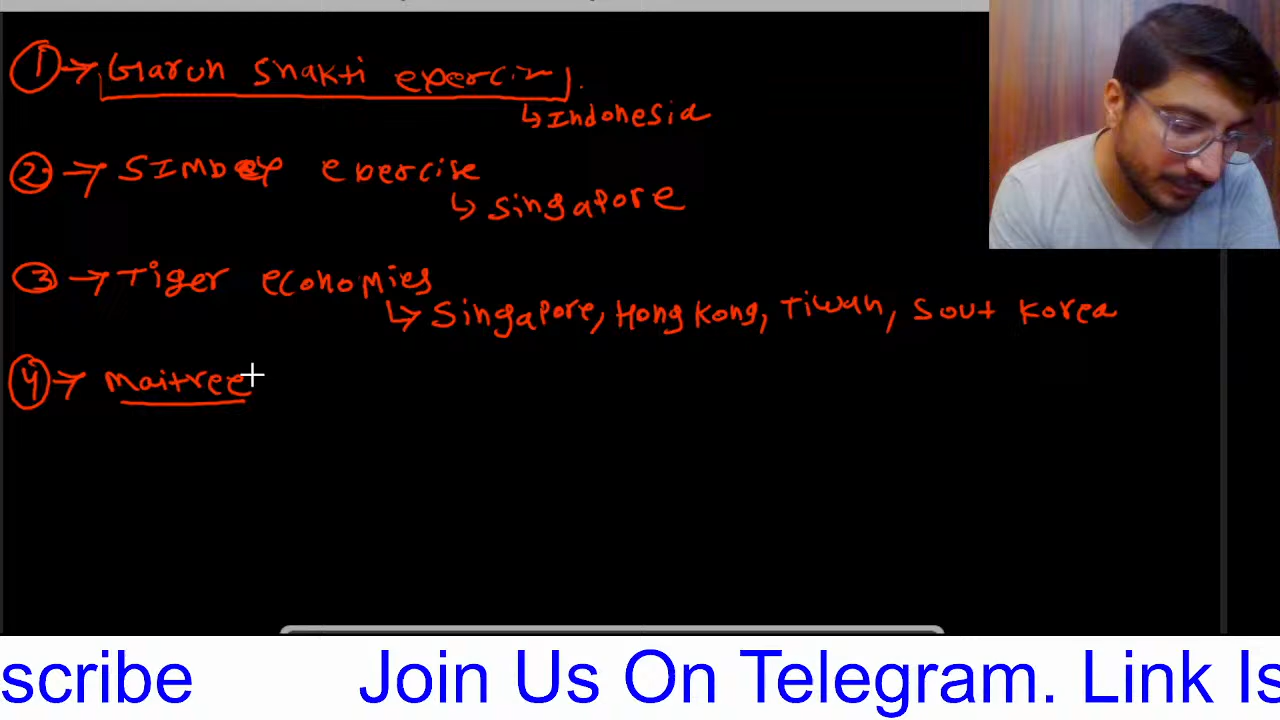 ① → Garun Shakti exercise.
↳ Indonesia
② → SIMBEX exercise
↳ Singapore
③ → Tiger economies
↳ Singapore, Hong Kong, Tiwan, Sout Korea
④ → Maitree
scribe Join Us On Telegram. Link Is